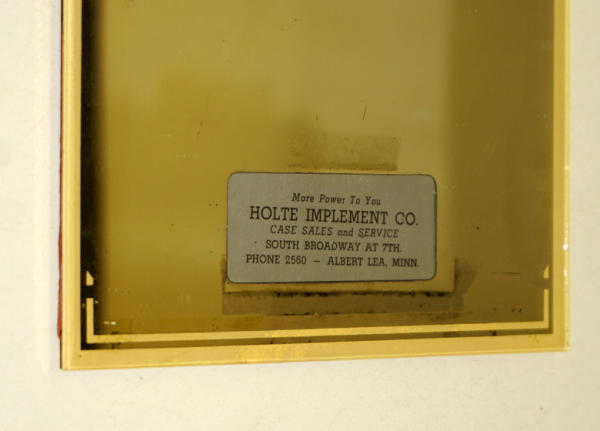 More Power To You
HOLTE IMPLEMENT CO.
CASE SALES and SERVICE
SOUTH BROADWAY AT 7TH.
PHONE 2560 — ALBERT LEA, MINN.